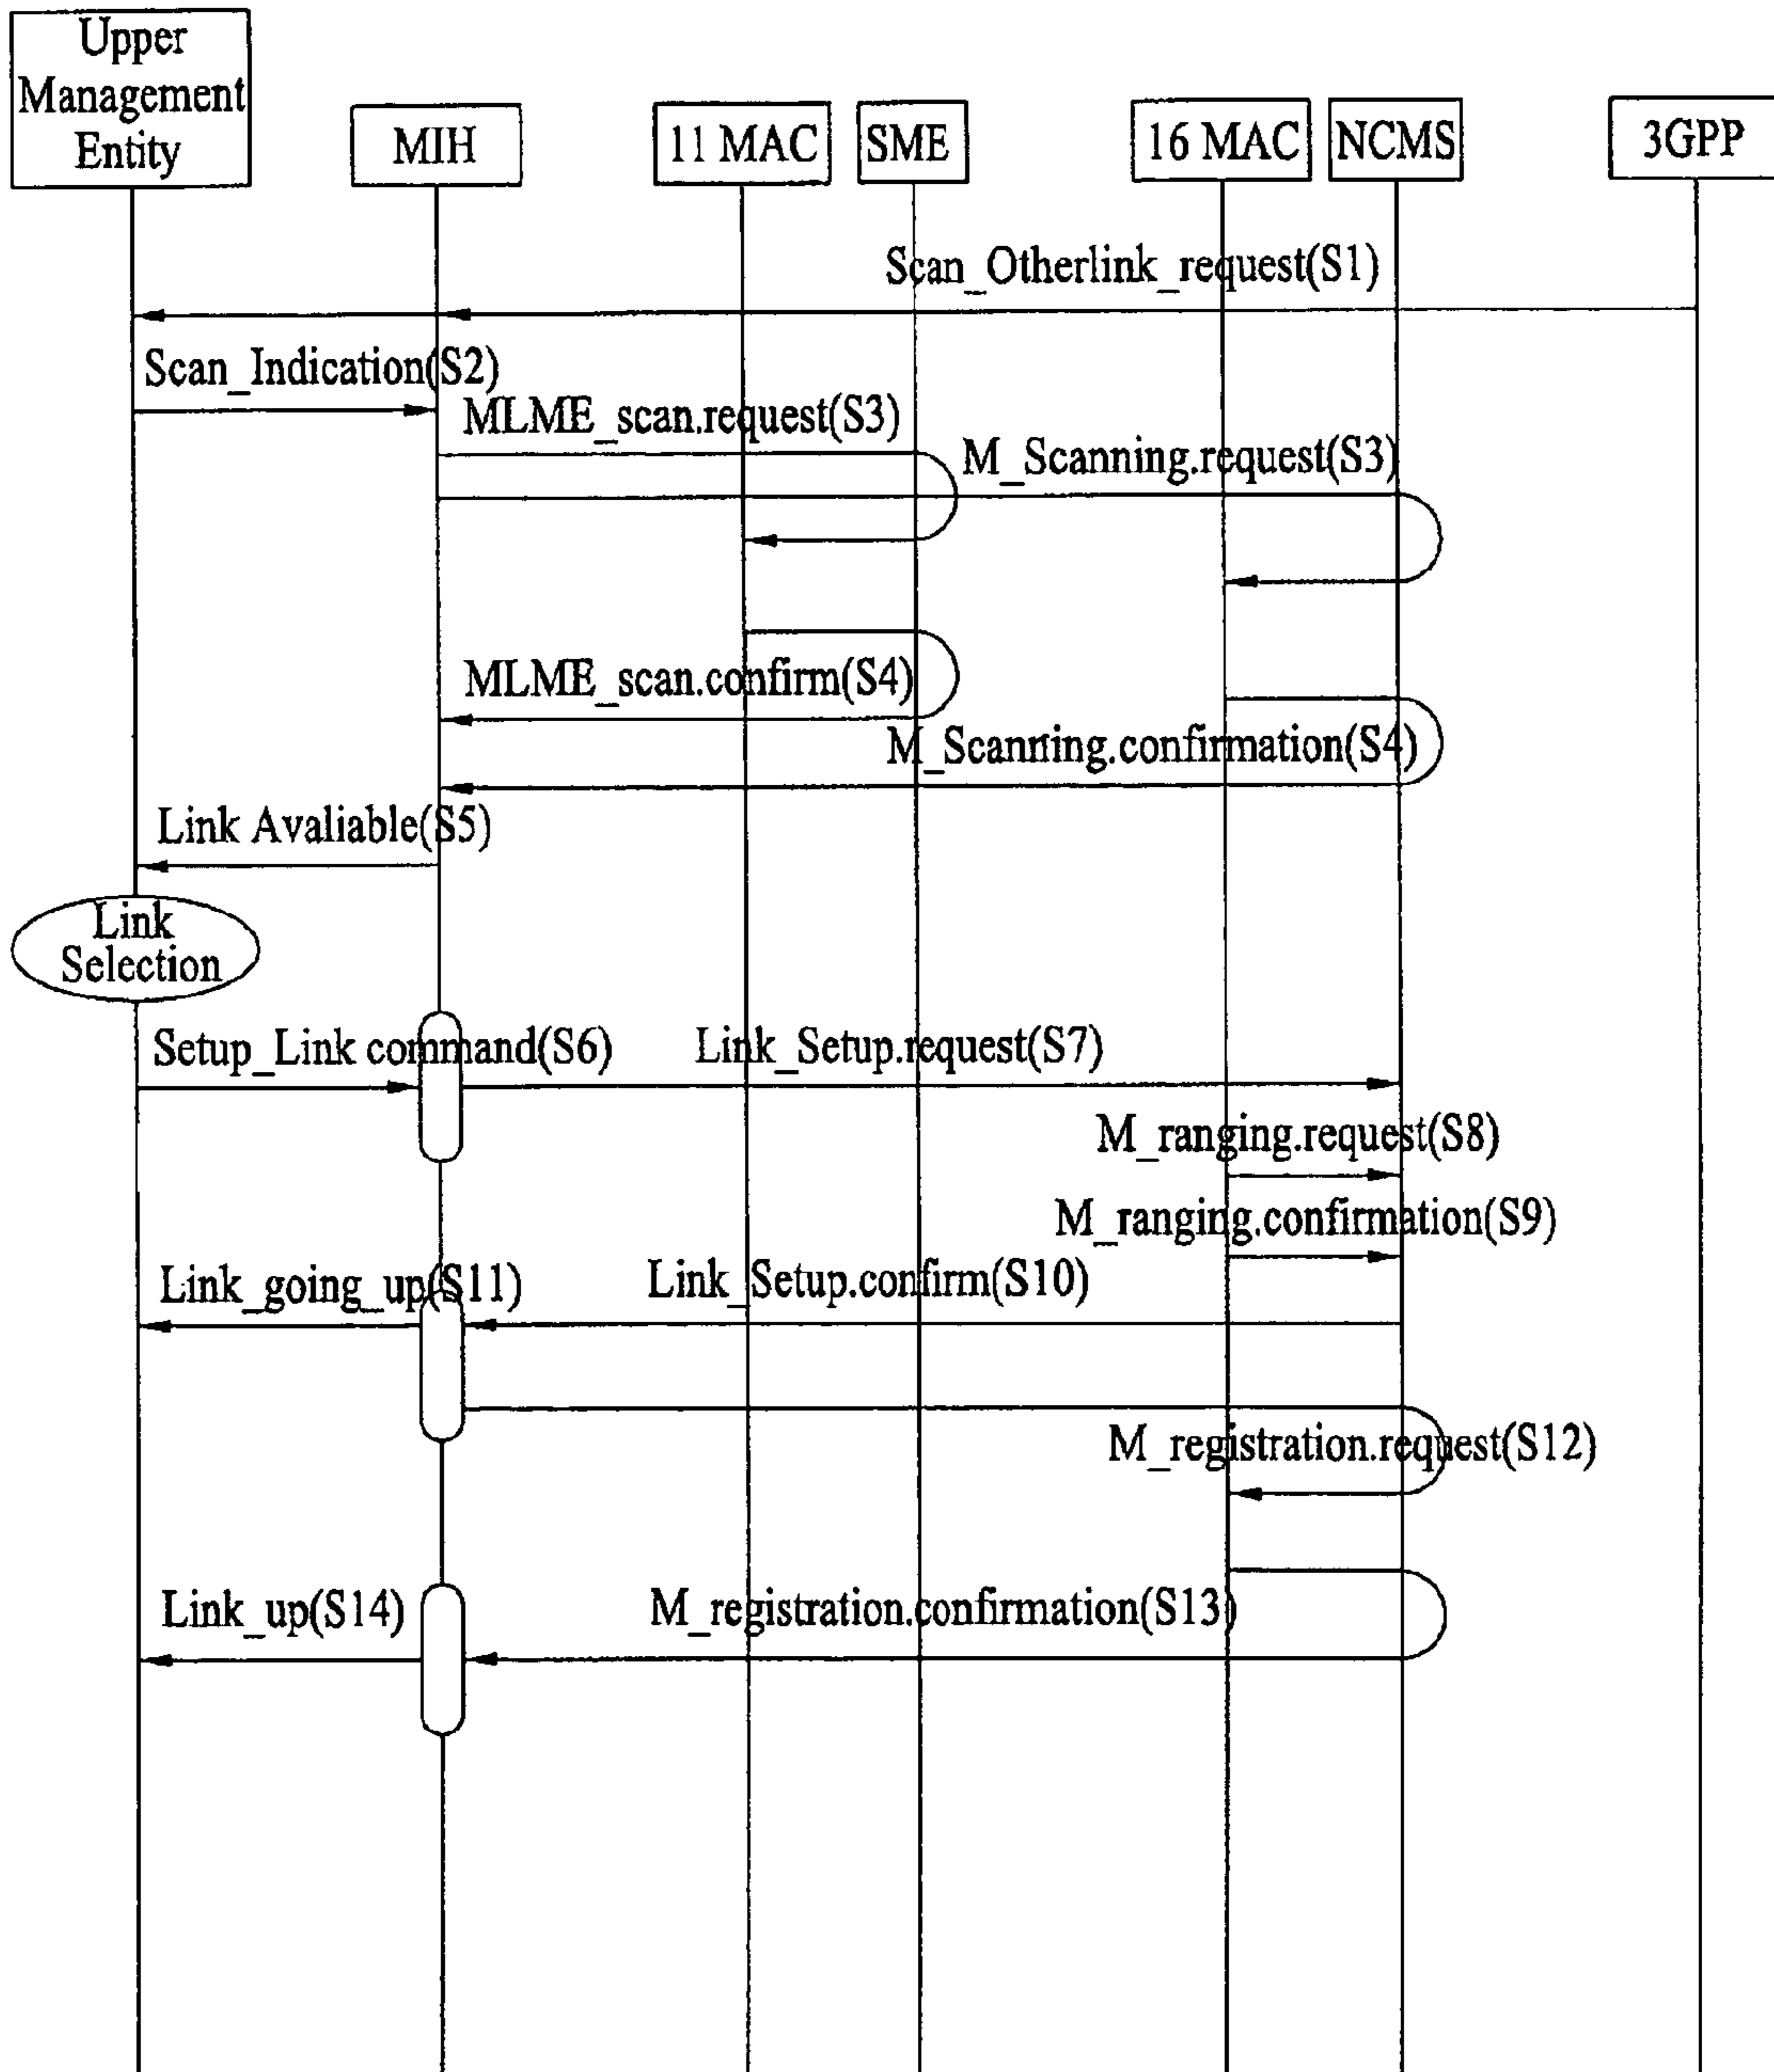 Upper
Management
Entity
MIH
11 MAC
SME
16 MAC
NCMS
3GPP
Scan_Otherlink_request(S1)
Scan_Indication(S2)
MLME_scan.request(S3)
M_Scanning.request(S3)
MLME_scan.confirm(S4)
M_Scanning.confirmation(S4)
Link Avaliable(S5)
Link
Selection
Setup_Link command(S6)
Link_Setup.request(S7)
M_ranging.request(S8)
M_ranging.confirmation(S9)
Link_going_up(S11)
Link_Setup.confirm(S10)
M_registration.request(S12)
Link_up(S14)
M_registration.confirmation(S13)